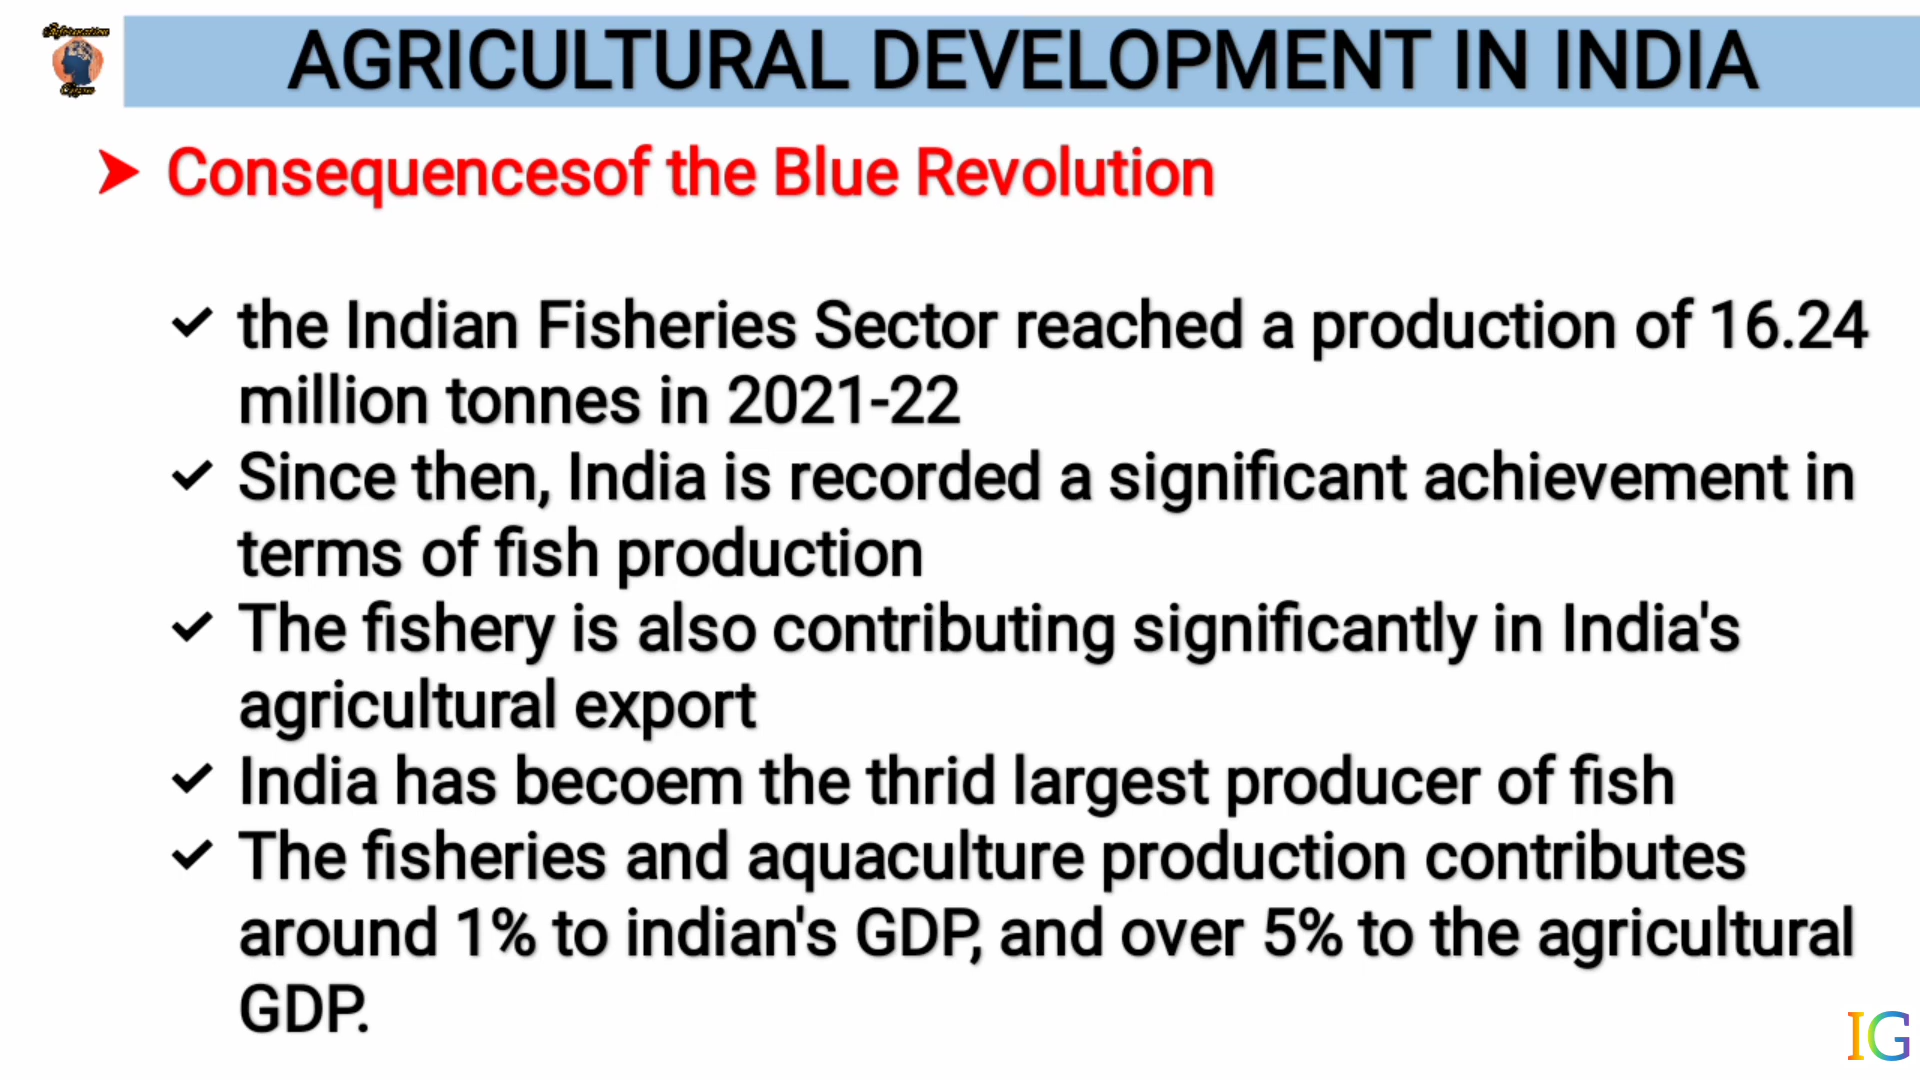 AGRICULTURAL DEVELOPMENT IN INDIA
Consequencesof the Blue Revolution
the Indian Fisheries Sector reached a production of 16.24
million tonnes in 2021-22
Since then, India is recorded a significant achievement in
terms of fish production
The fishery is also contributing significantly in India's
agricultural export
India has becoem the thrid largest producer of fish
The fisheries and aquaculture production contributes
around 1% to indian's GDP, and over 5% to the agricultural
GDP.
IG